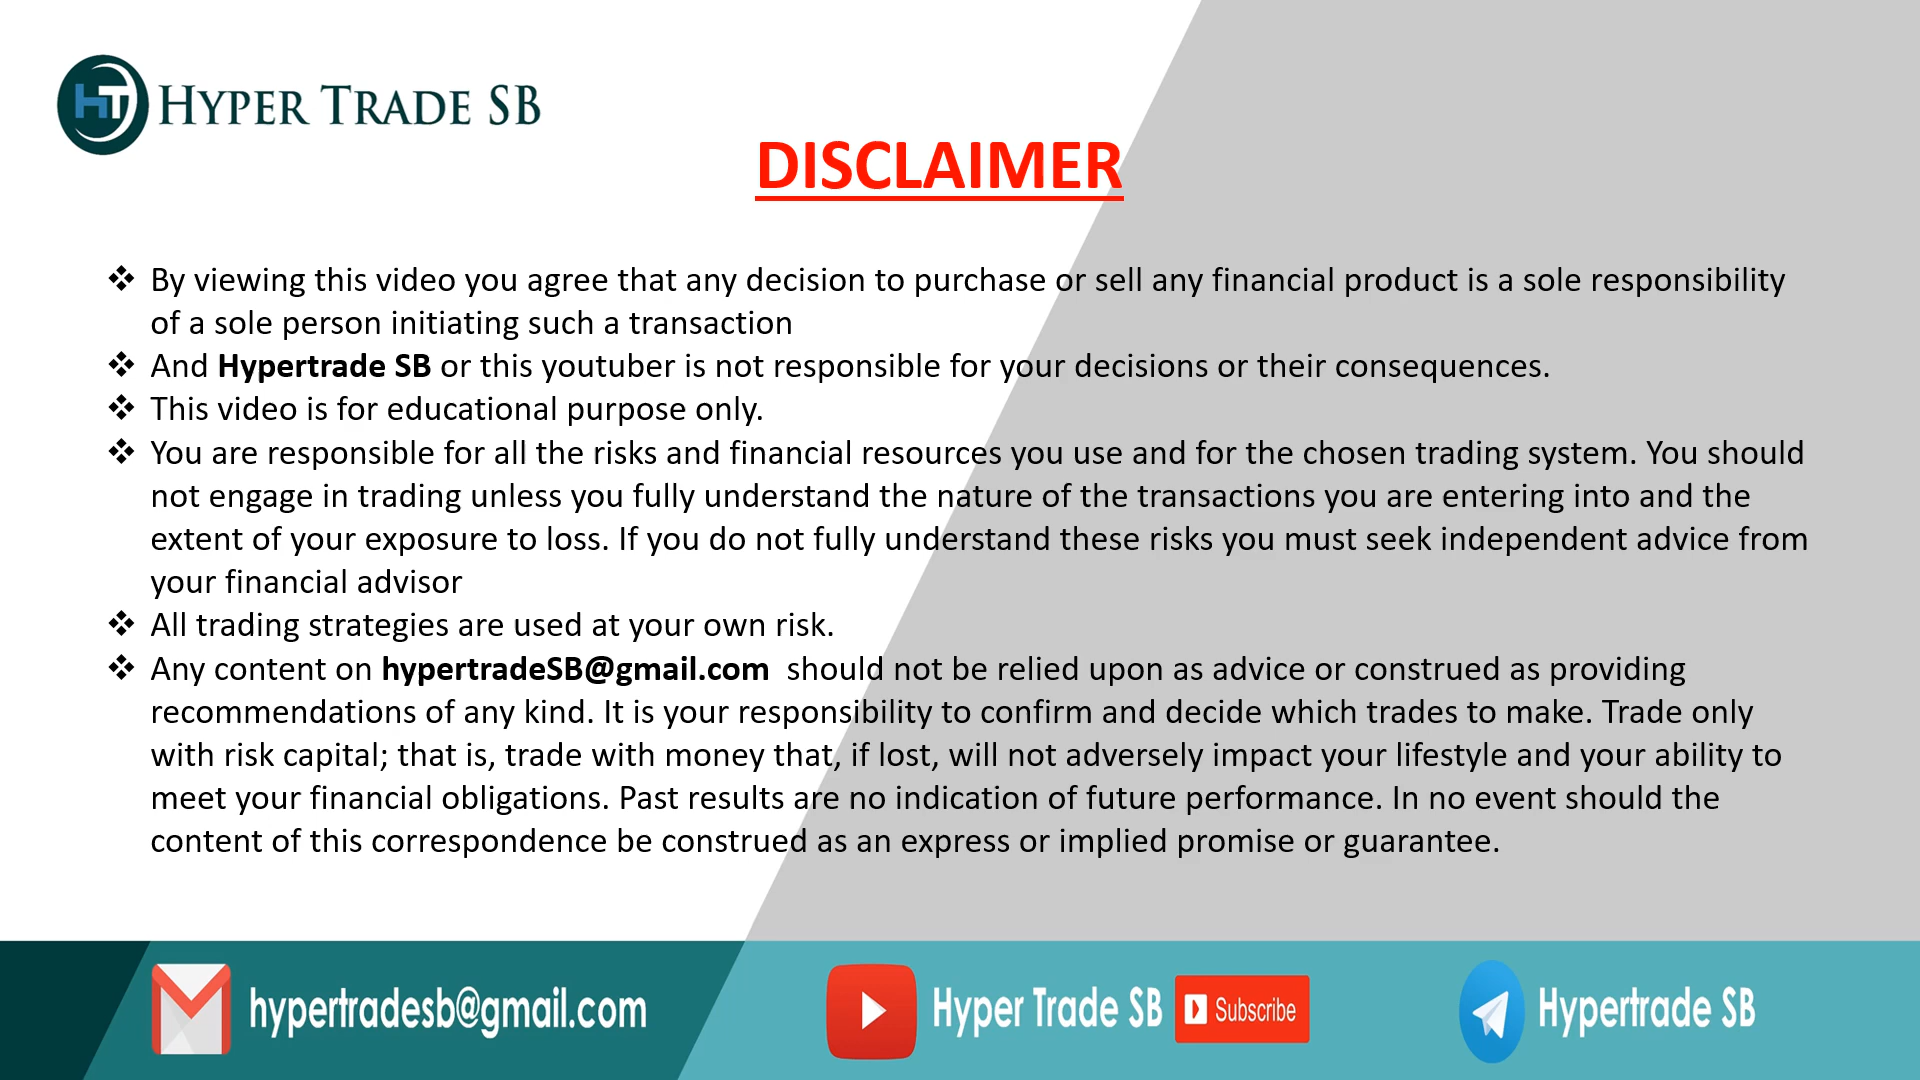 HT HYPER TRADE SB
DISCLAIMER
❖ By viewing this video you agree that any decision to purchase or sell any financial product is a sole responsibility
of a sole person initiating such a transaction
❖ And Hypertrade SB or this youtuber is not responsible for your decisions or their consequences.
❖ This video is for educational purpose only.
❖ You are responsible for all the risks and financial resources you use and for the chosen trading system. You should
not engage in trading unless you fully understand the nature of the transactions you are entering into and the
extent of your exposure to loss. If you do not fully understand these risks you must seek independent advice from
your financial advisor
❖ All trading strategies are used at your own risk.
❖ Any content on hypertradeSB@gmail.com should not be relied upon as advice or construed as providing
recommendations of any kind. It is your responsibility to confirm and decide which trades to make. Trade only
with risk capital; that is, trade with money that, if lost, will not adversely impact your lifestyle and your ability to
meet your financial obligations. Past results are no indication of future performance. In no event should the
content of this correspondence be construed as an express or implied promise or guarantee.
hypertradesb@gmail.com Hyper Trade SB Subscribe Hypertrade SB